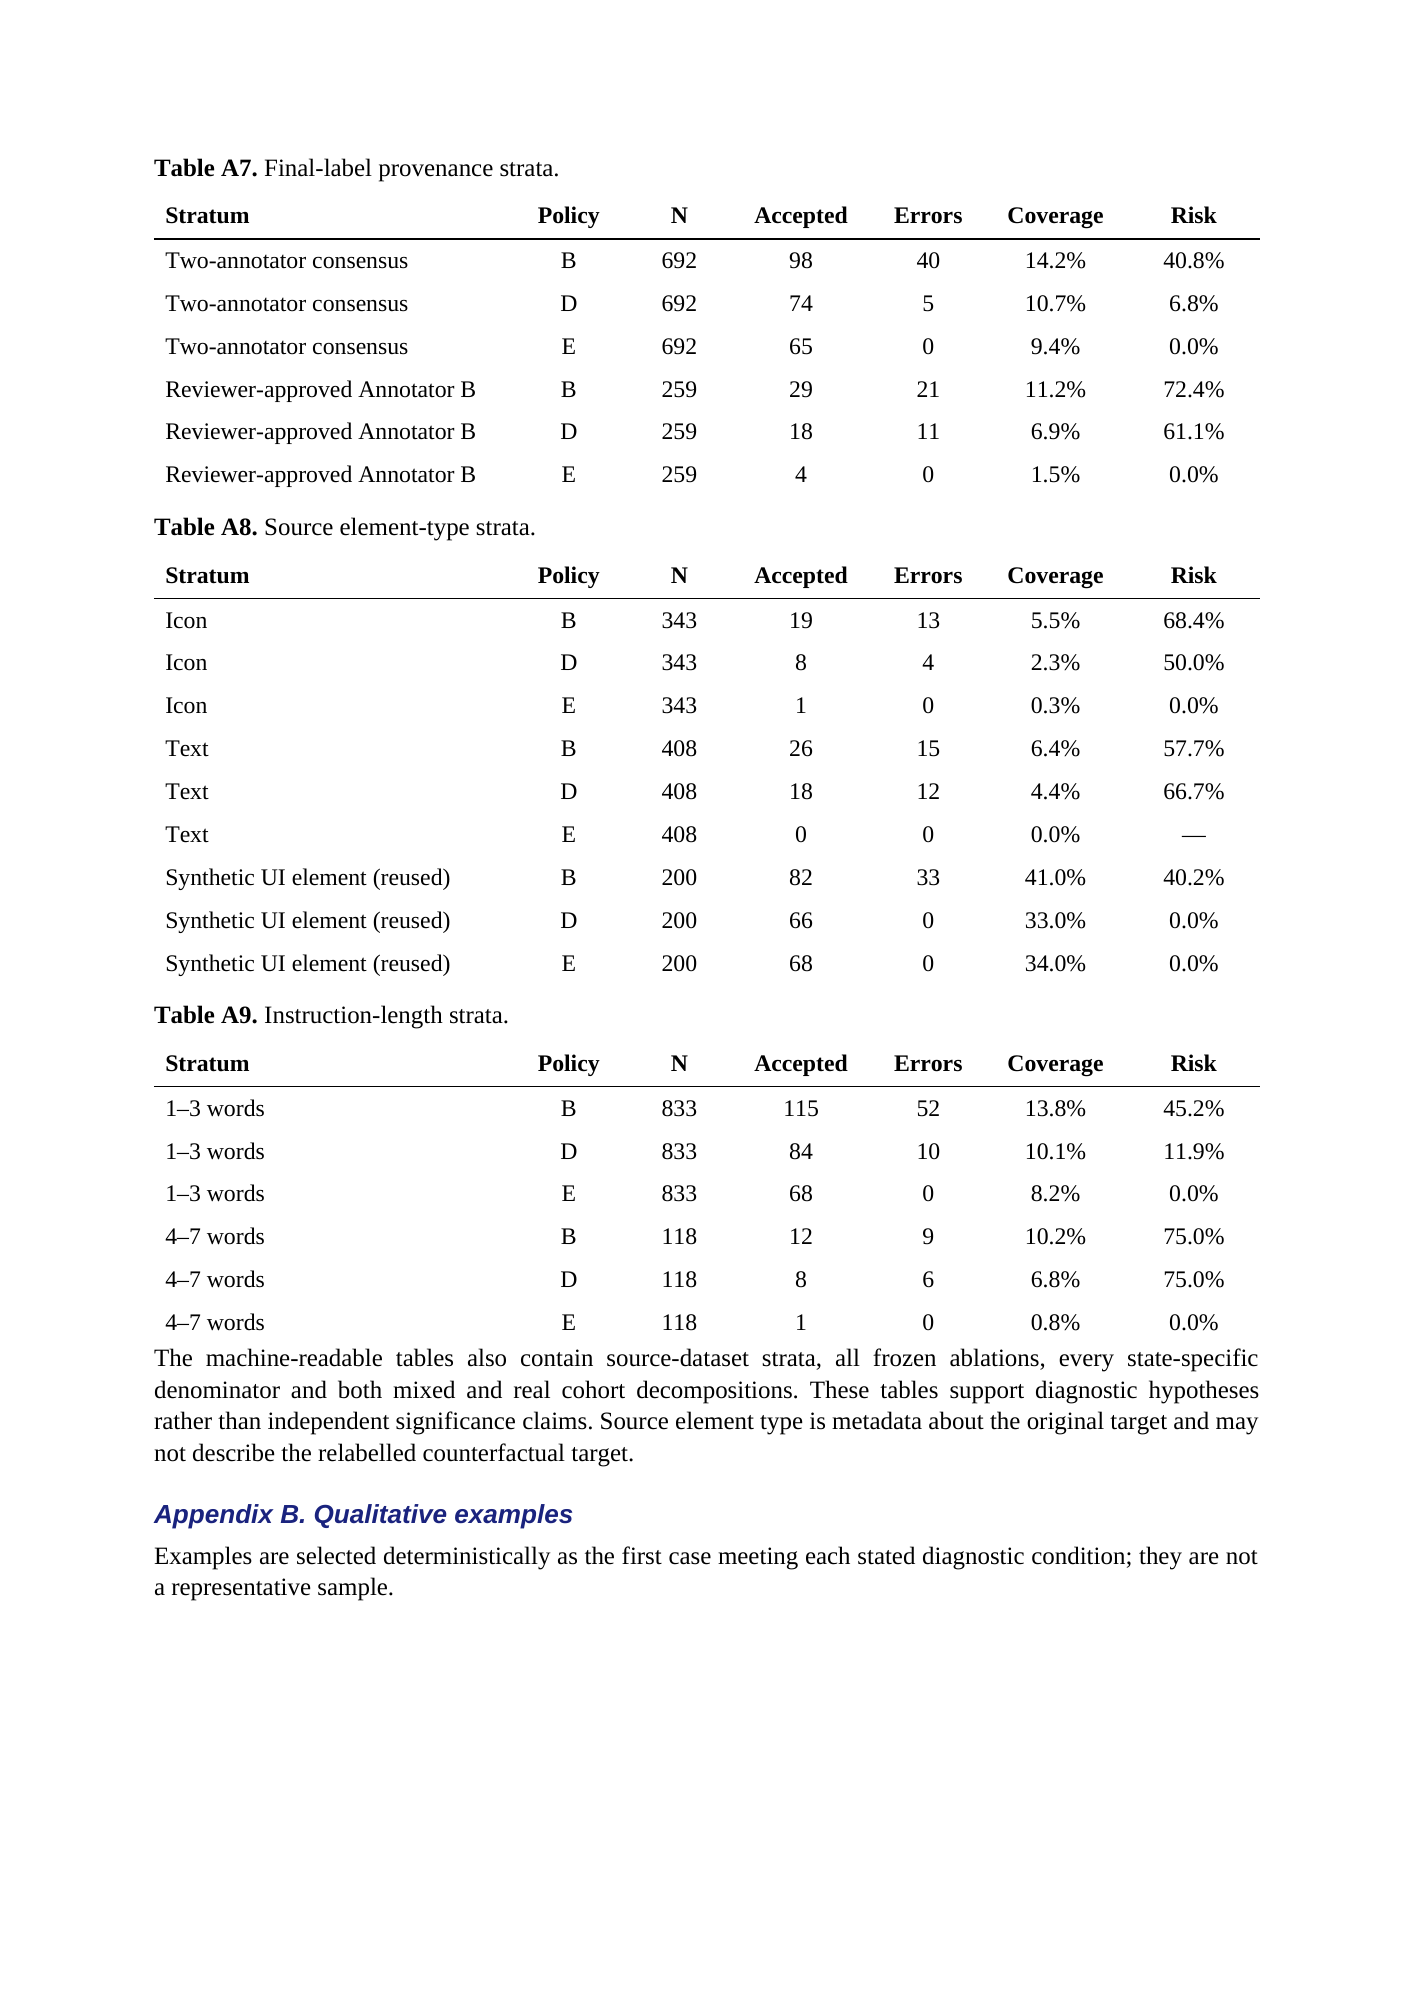 Table A7. Final-label provenance strata.
Stratum Policy N Accepted Errors Coverage Risk
Two-annotator consensus B 692 98 40 14.2% 40.8%
Two-annotator consensus D 692 74 5 10.7% 6.8%
Two-annotator consensus E 692 65 0 9.4% 0.0%
Reviewer-approved Annotator B B 259 29 21 11.2% 72.4%
Reviewer-approved Annotator B D 259 18 11 6.9% 61.1%
Reviewer-approved Annotator B E 259 4 0 1.5% 0.0%
Table A8. Source element-type strata.
Stratum Policy N Accepted Errors Coverage Risk
Icon B 343 19 13 5.5% 68.4%
Icon D 343 8 4 2.3% 50.0%
Icon E 343 1 0 0.3% 0.0%
Text B 408 26 15 6.4% 57.7%
Text D 408 18 12 4.4% 66.7%
Text E 408 0 0 0.0% —
Synthetic UI element (reused) B 200 82 33 41.0% 40.2%
Synthetic UI element (reused) D 200 66 0 33.0% 0.0%
Synthetic UI element (reused) E 200 68 0 34.0% 0.0%
Table A9. Instruction-length strata.
Stratum Policy N Accepted Errors Coverage Risk
1–3 words B 833 115 52 13.8% 45.2%
1–3 words D 833 84 10 10.1% 11.9%
1–3 words E 833 68 0 8.2% 0.0%
4–7 words B 118 12 9 10.2% 75.0%
4–7 words D 118 8 6 6.8% 75.0%
4–7 words E 118 1 0 0.8% 0.0%
The machine-readable tables also contain source-dataset strata, all frozen ablations, every state-specific
denominator and both mixed and real cohort decompositions. These tables support diagnostic hypotheses
rather than independent significance claims. Source element type is metadata about the original target and may
not describe the relabelled counterfactual target.
Appendix B. Qualitative examples
Examples are selected deterministically as the first case meeting each stated diagnostic condition; they are not
a representative sample.